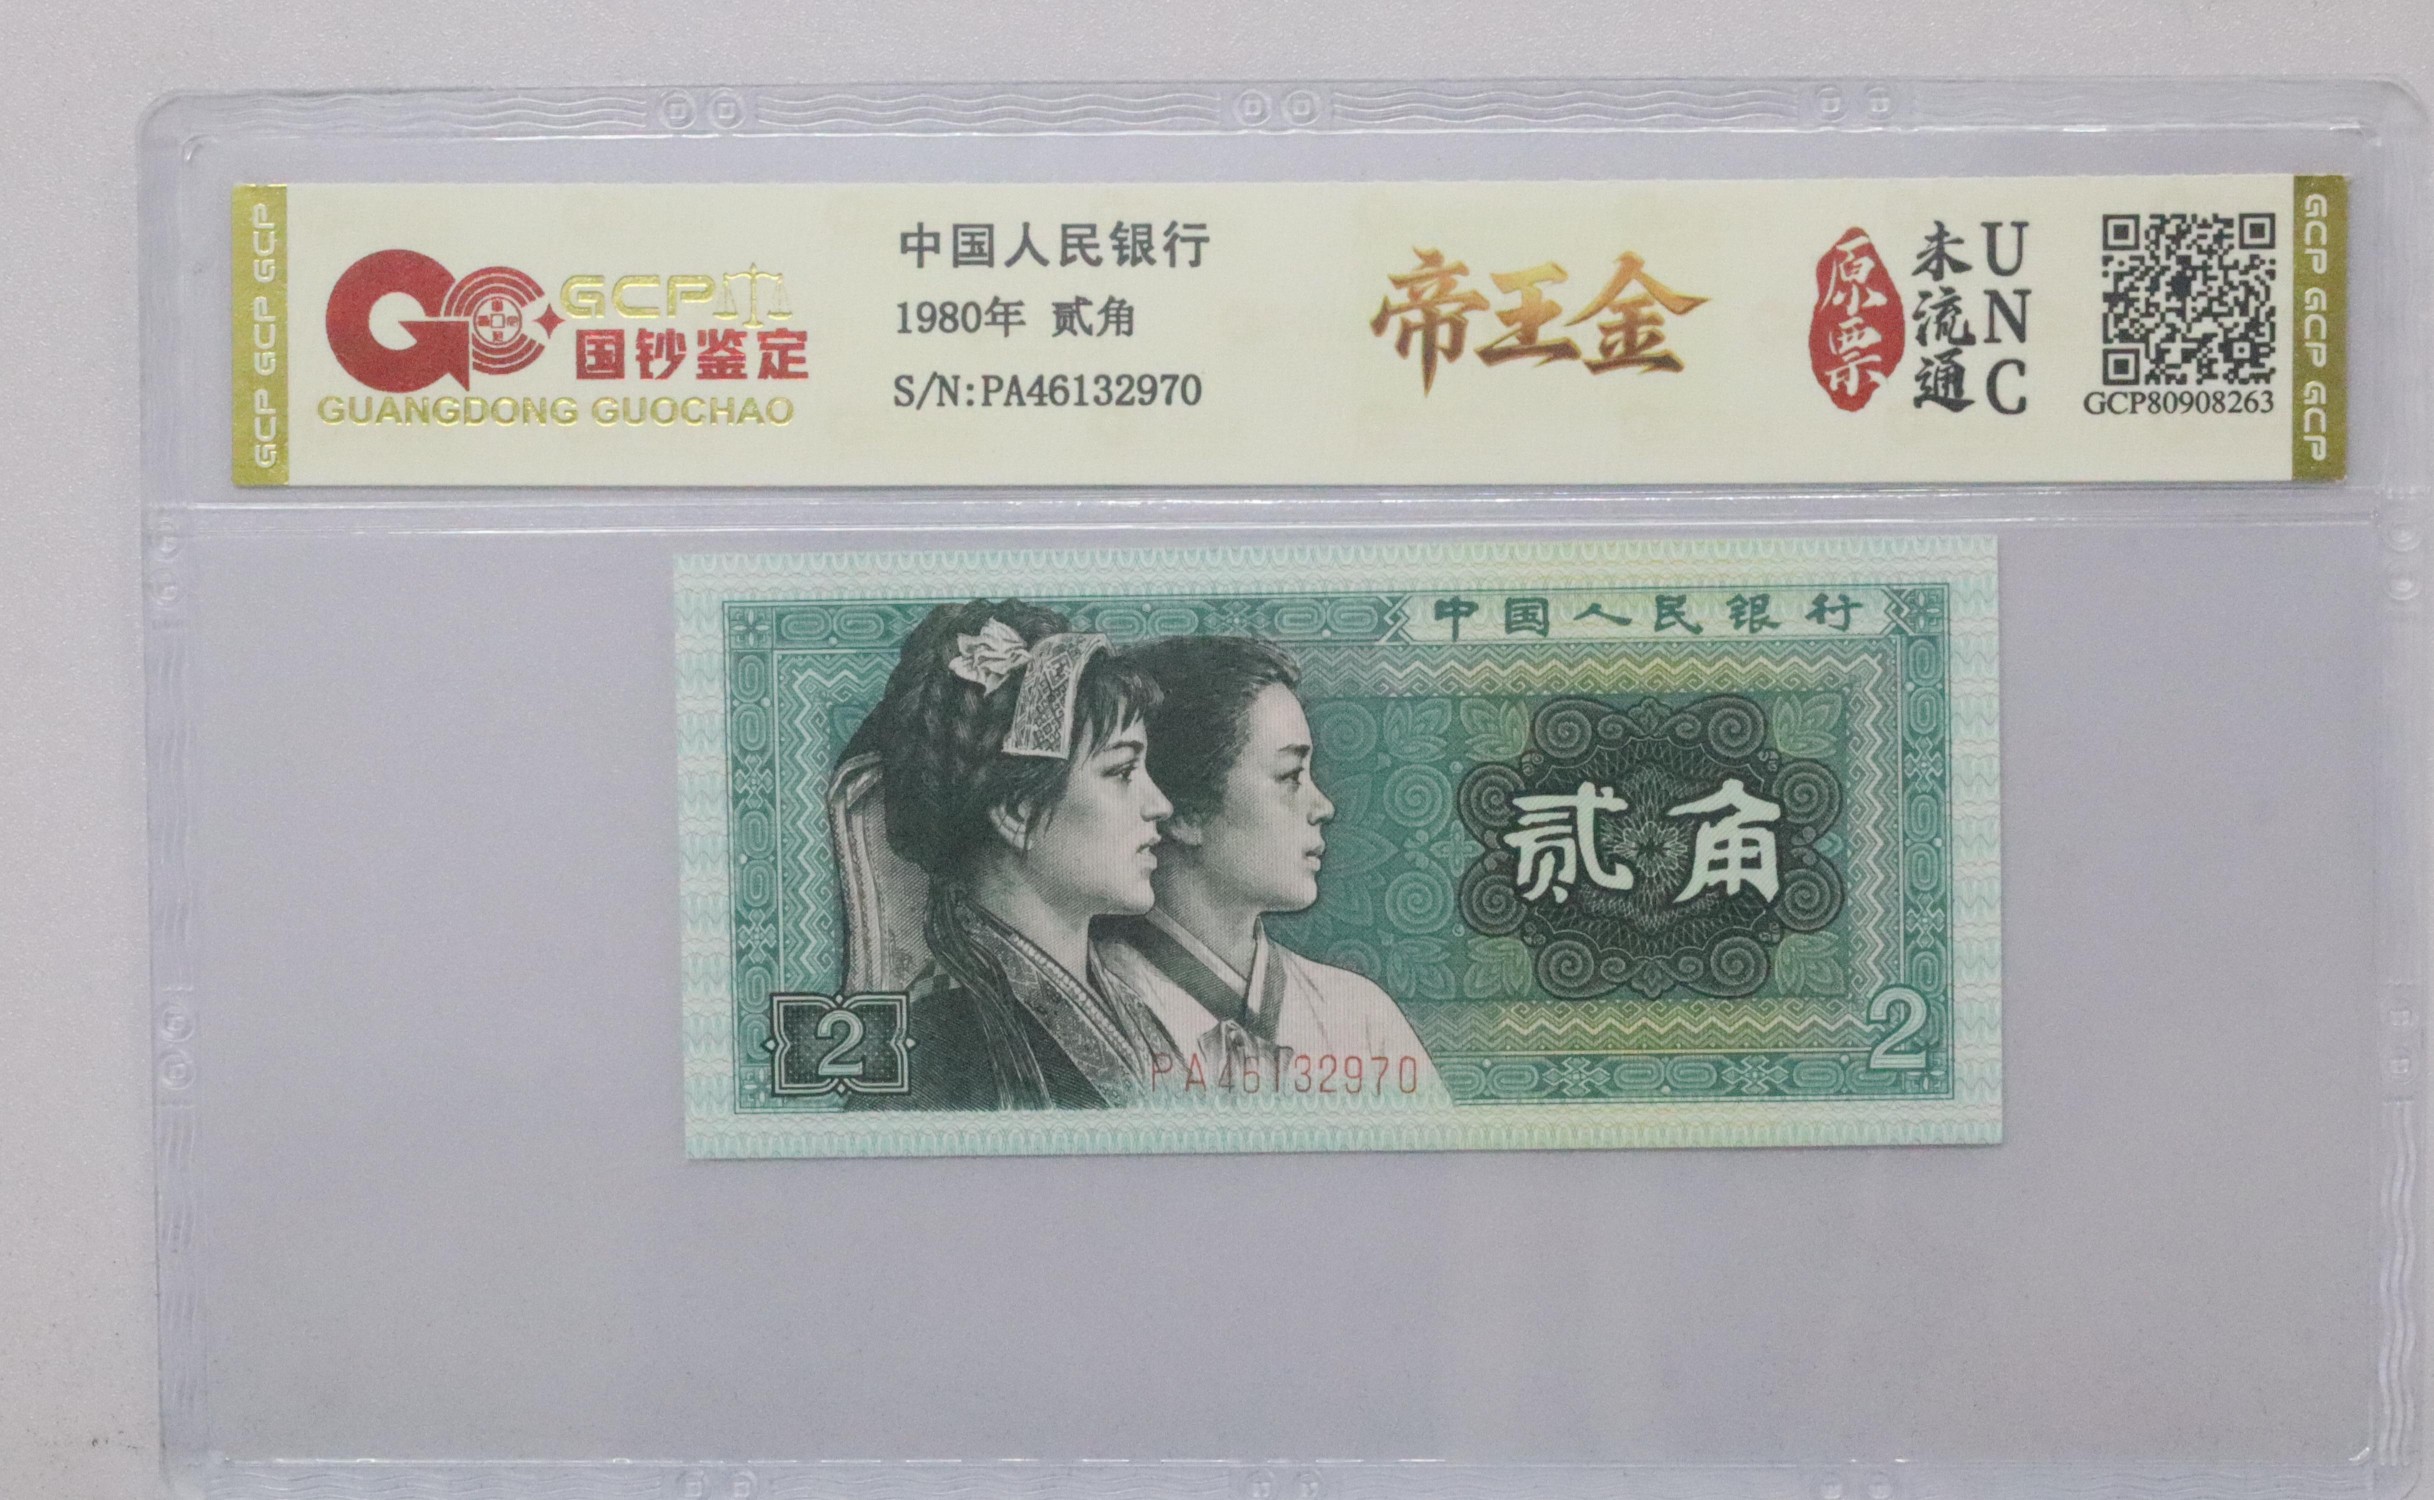 GCP GCP GCP
GCP
国钞鉴定
GUANGDONG GUOCHAO
中国人民银行
1980年 贰角
S/N:PA46132970
帝王金
原票
未流通
UNC
GCP80908263
GCP GCP GCP
中国人民银行
贰角
2
2
PA46132970